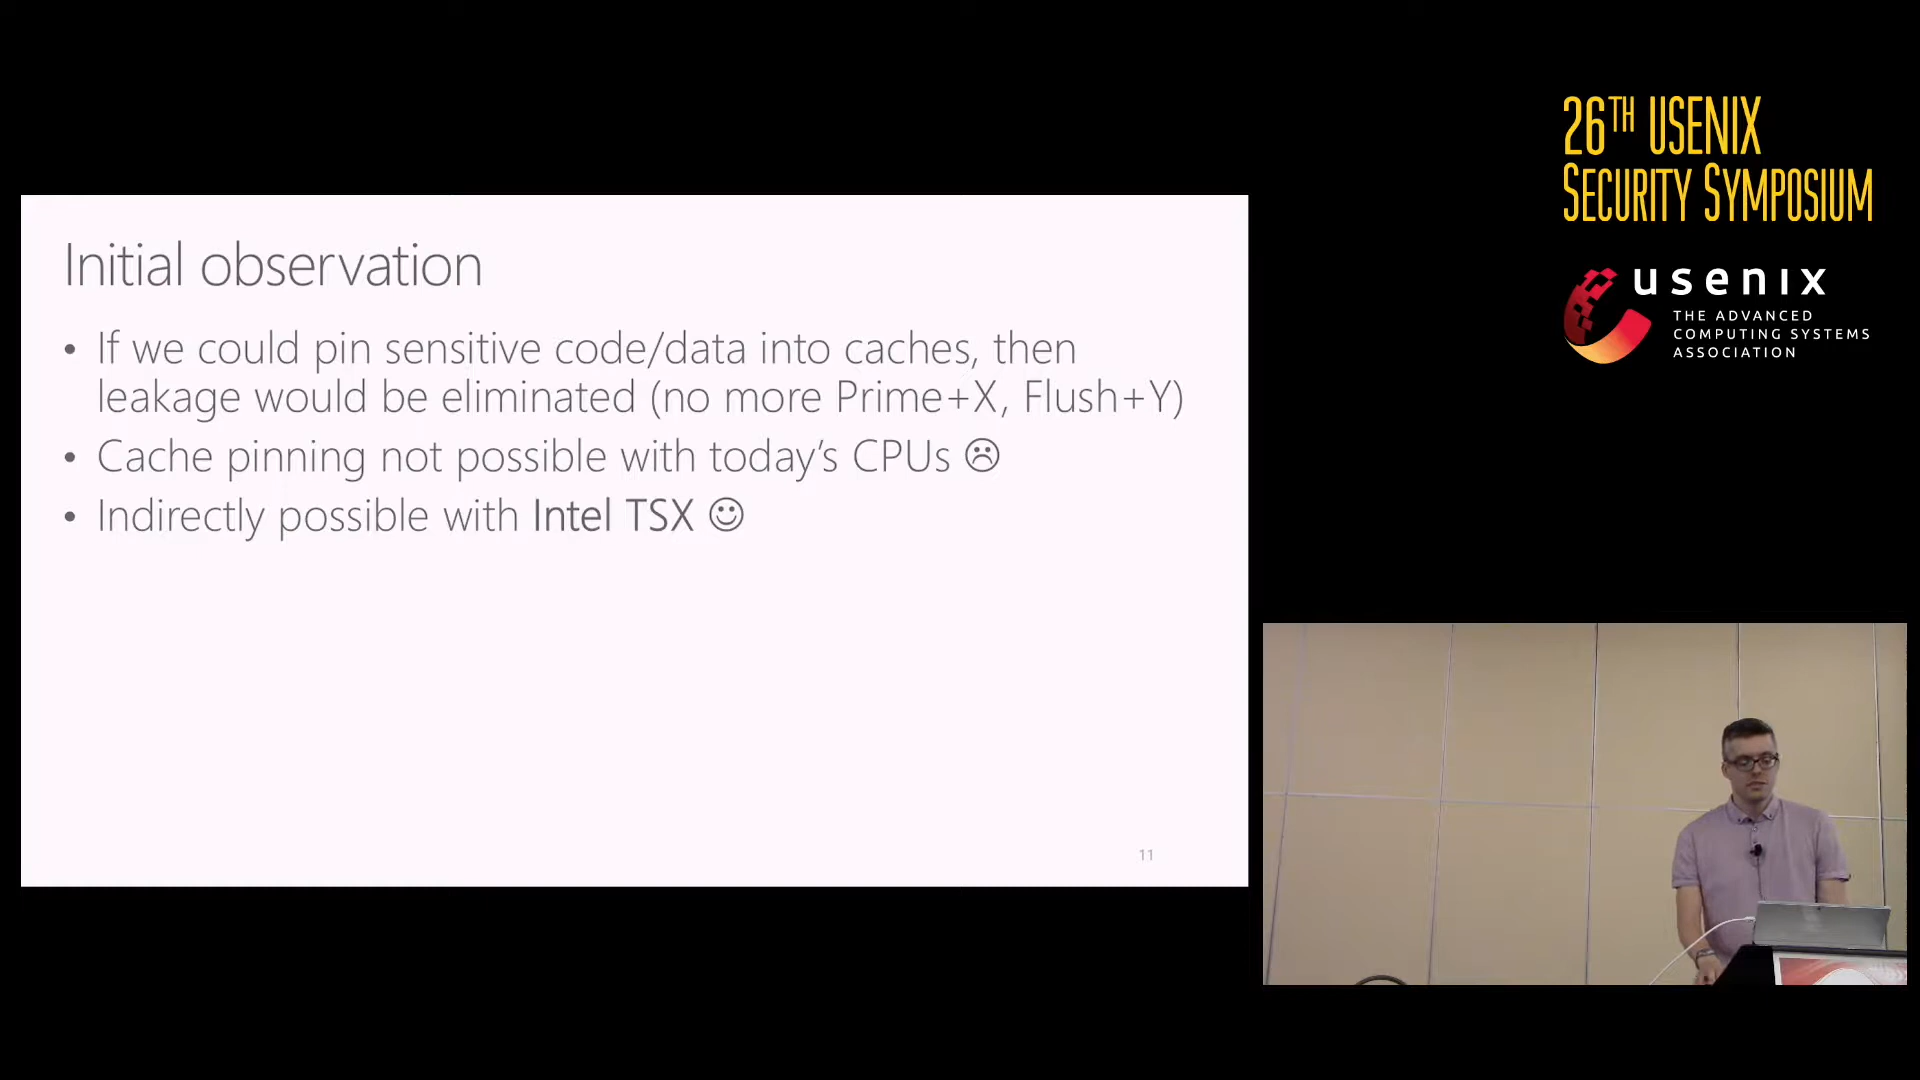 26TH USENIX
SECURITY SYMPOSIUM
usenix
THE ADVANCED
COMPUTING SYSTEMS
ASSOCIATION
Initial observation
• If we could pin sensitive code/data into caches, then
leakage would be eliminated (no more Prime+X, Flush+Y)
• Cache pinning not possible with today's CPUs ☹
• Indirectly possible with Intel TSX ☺
11